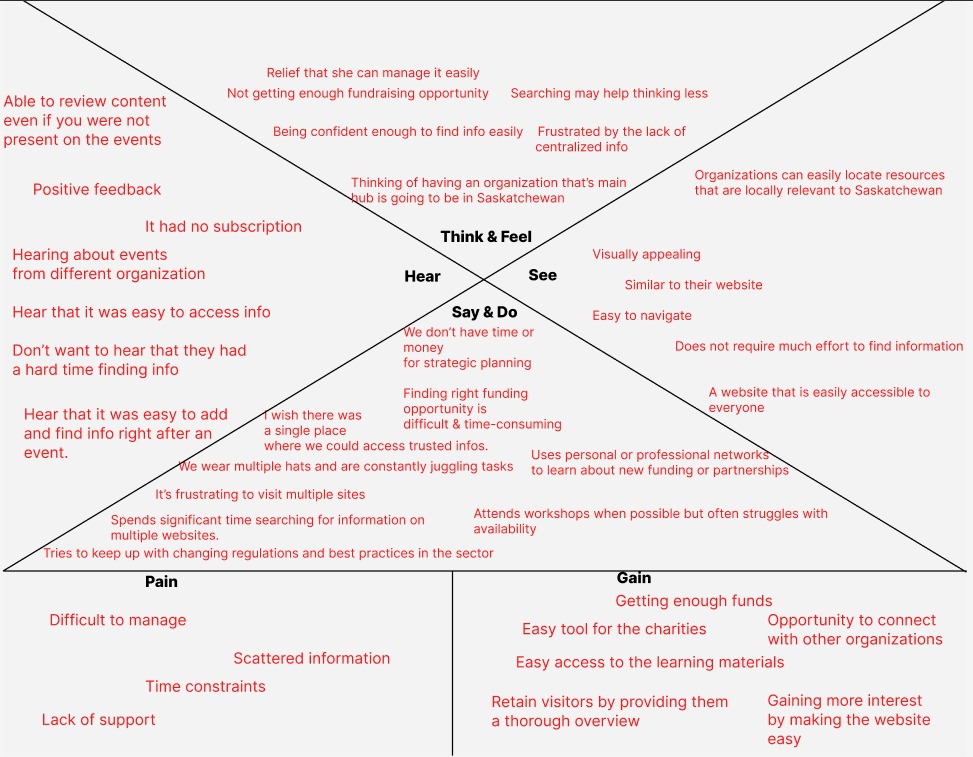 Relief that she can manage it easily
Not getting enough fundraising opportunity
Searching may help thinking less
Being confident enough to find info easily
Frustrated by the lack of
centralized info
Thinking of having an organization that's main
hub is going to be in Saskatchewan
Think & Feel
Able to review content
even if you were not
present on the events
Positive feedback
It had no subscription
Hearing about events
from different organization
Hear that it was easy to access info
Don't want to hear that they had
a hard time finding info
Hear that it was easy to add
and find info right after an
event.
Hear
See
Organizations can easily locate resources
that are locally relevant to Saskatchewan
Visually appealing
Similar to their website
Easy to navigate
Does not require much effort to find information
A website that is easily accessible to
everyone
Say & Do
We don't have time or
money
for strategic planning
Finding right funding
opportunity is
difficult & time-consuming
I wish there was
a single place
where we could access trusted infos.
We wear multiple hats and are constantly juggling tasks
Uses personal or professional networks
to learn about new funding or partnerships
It's frustrating to visit multiple sites
Spends significant time searching for information on
multiple websites.
Attends workshops when possible but often struggles with
availability
Tries to keep up with changing regulations and best practices in the sector
Pain
Difficult to manage
Scattered information
Time constraints
Lack of support
Gain
Getting enough funds
Easy tool for the charities
Opportunity to connect
with other organizations
Easy access to the learning materials
Retain visitors by providing them
a thorough overview
Gaining more interest
by making the website
easy